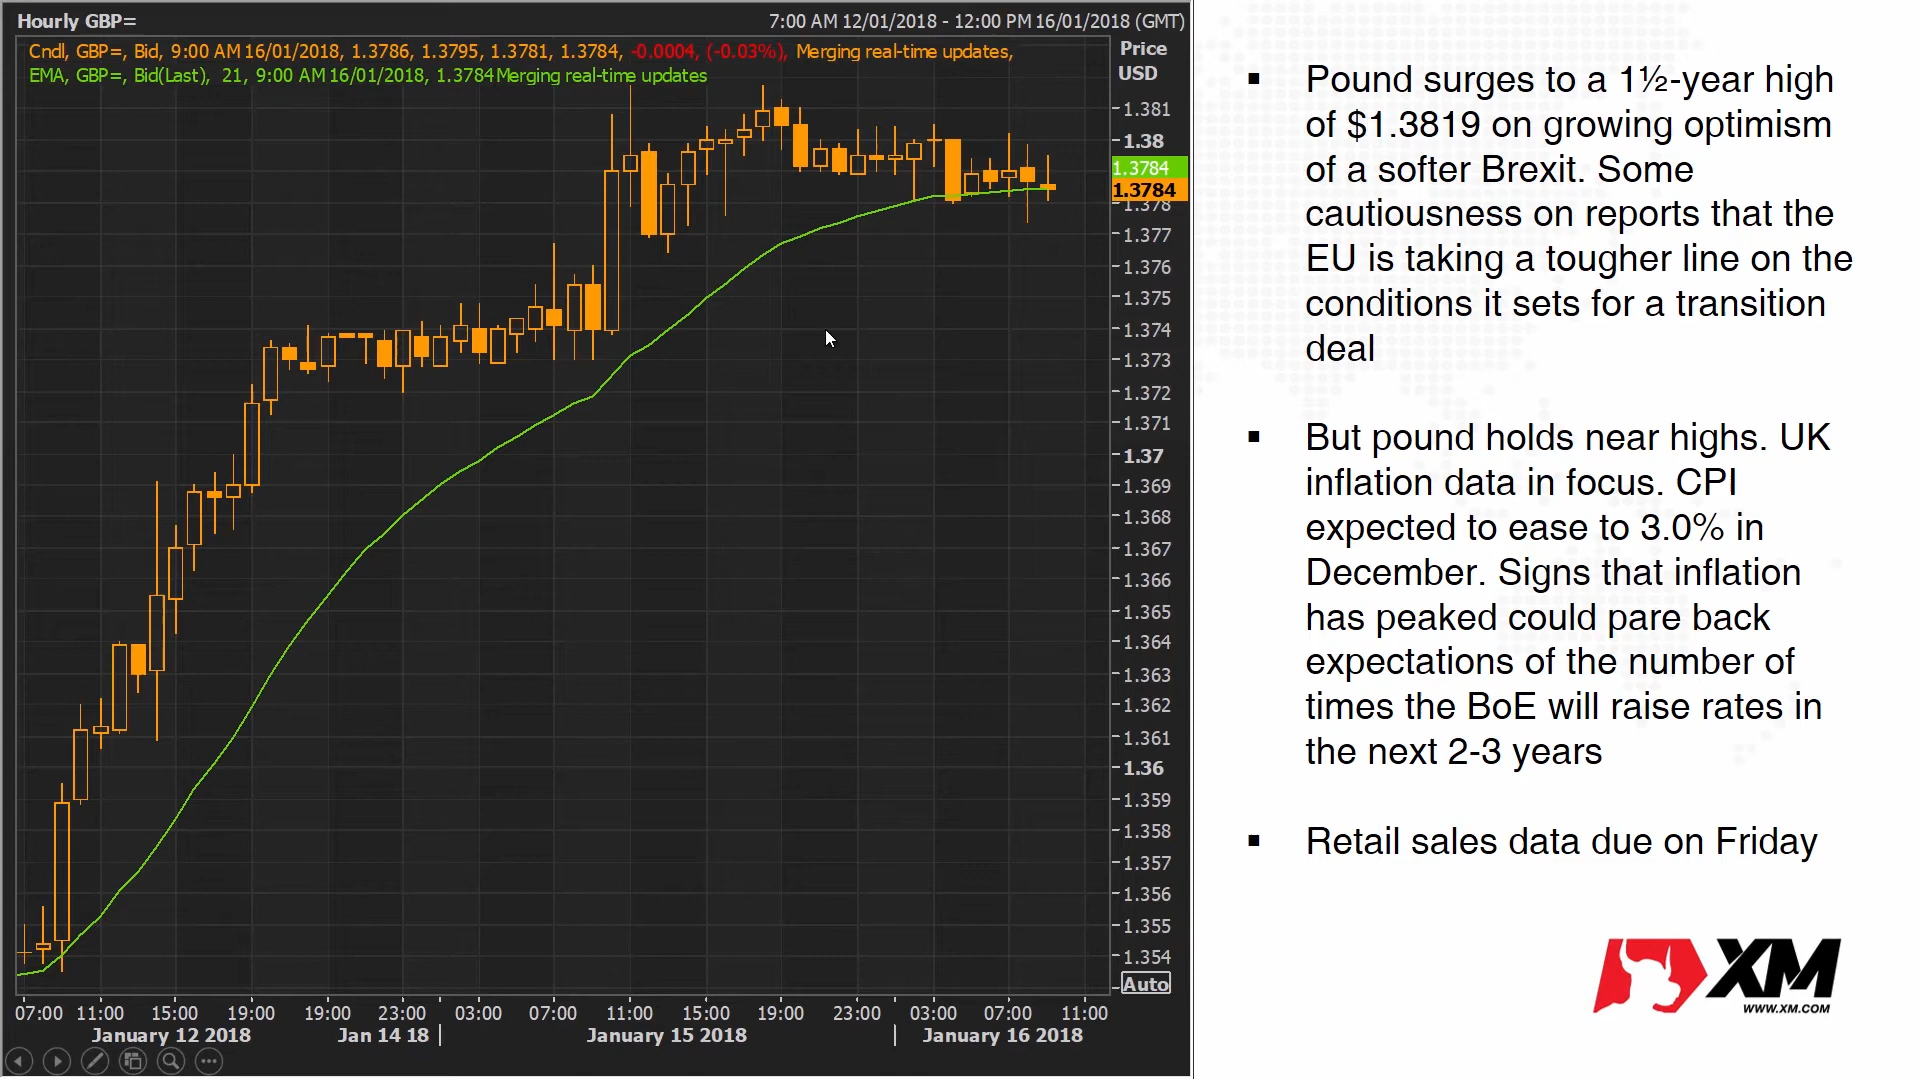 Hourly GBP=
7:00 AM 12/01/2018 - 12:00 PM 16/01/2018 (GMT)
Cndl, GBP=, Bid, 9:00 AM 16/01/2018, 1.3786, 1.3795, 1.3781, 1.3784, -0.0004, (-0.03%), Merging real-time updates,
EMA, GBP=, Bid(Last), 21, 9:00 AM 16/01/2018, 1.3784 Merging real-time updates
Price
USD
1.381
1.38
1.3784
1.3784
1.378
1.377
1.376
1.375
1.374
1.373
1.372
1.371
1.37
1.369
1.368
1.367
1.366
1.365
1.364
1.363
1.362
1.361
1.36
1.359
1.358
1.357
1.356
1.355
1.354
Auto
07:00 11:00 15:00 19:00 19:00 23:00 03:00 07:00 11:00 15:00 19:00 23:00 03:00 07:00 11:00
January 12 2018 Jan 14 18 January 15 2018 January 16 2018
▪ Pound surges to a 1½-year high
of $1.3819 on growing optimism
of a softer Brexit. Some
cautiousness on reports that the
EU is taking a tougher line on the
conditions it sets for a transition
deal
▪ But pound holds near highs. UK
inflation data in focus. CPI
expected to ease to 3.0% in
December. Signs that inflation
has peaked could pare back
expectations of the number of
times the BoE will raise rates in
the next 2-3 years
▪ Retail sales data due on Friday
XM
WWW.XM.COM